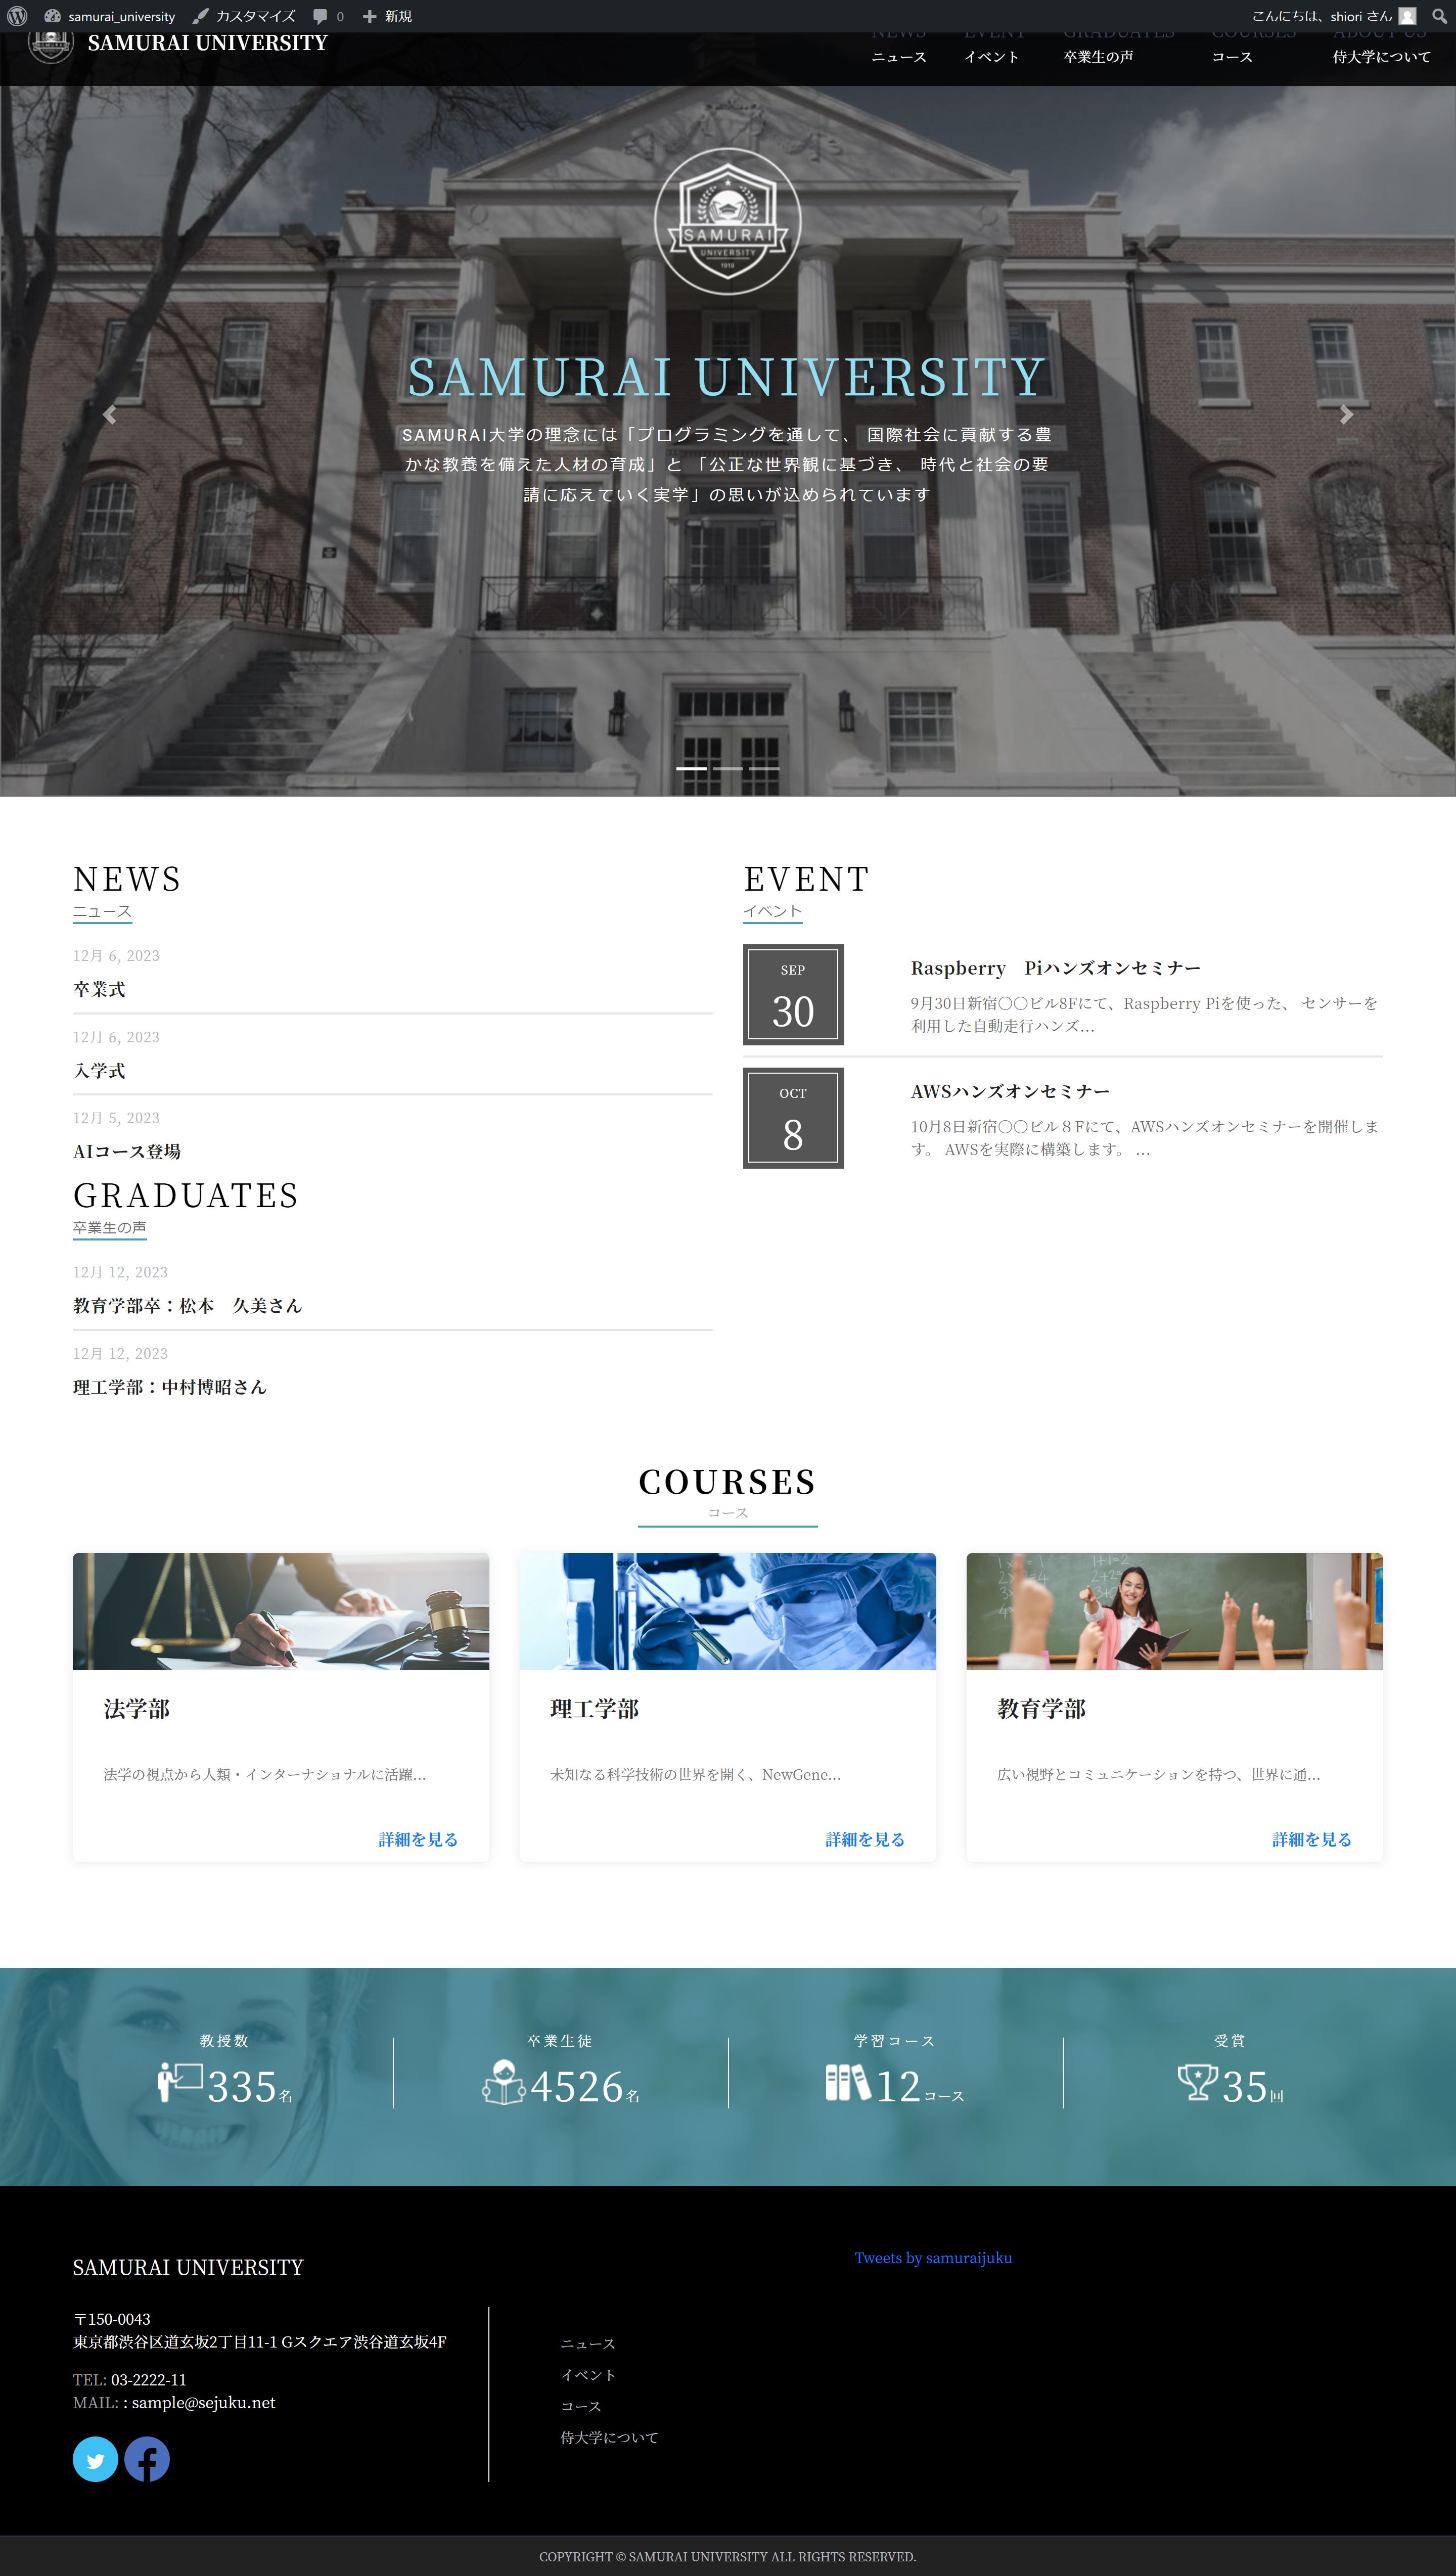 samurai_university カスタマイズ 0 新規 こんにちは、shiori さん
SAMURAI UNIVERSITY
NEWS EVENT GRADUATES COURSES ABOUT US
ニュース イベント 卒業生の声 コース 侍大学について
SAMURAI
UNIVERSITY
SAMURAI UNIVERSITY
SAMURAI大学の理念には「プログラミングを通して、 国際社会に貢献する豊
かな教養を備えた人材の育成」と 「公正な世界観に基づき、 時代と社会の要
請に応えていく実学」の思いが込められています
NEWS
ニュース
12月 6, 2023
卒業式
12月 6, 2023
入学式
12月 5, 2023
AIコース登場
EVENT
イベント
SEP
30
Raspberry　Piハンズオンセミナー
9月30日新宿〇〇ビル8Fにて、Raspberry Piを使った、 センサーを
利用した自動走行ハンズ...
OCT
8
AWSハンズオンセミナー
10月8日新宿〇〇ビル８Fにて、AWSハンズオンセミナーを開催しま
す。 AWSを実際に構築します。 ...
GRADUATES
卒業生の声
12月 12, 2023
教育学部卒：松本　久美さん
12月 12, 2023
理工学部：中村博昭さん
COURSES
コース
法学部
法学の視点から人類・インターナショナルに活躍...
詳細を見る
理工学部
未知なる科学技術の世界を開く、NewGene...
詳細を見る
教育学部
広い視野とコミュニケーションを持つ、世界に通...
詳細を見る
教授数
335名
卒業生徒
4526名
学習コース
12コース
受賞
35回
SAMURAI UNIVERSITY
〒150-0043
東京都渋谷区道玄坂2丁目11-1 Gスクエア渋谷道玄坂4F
TEL: 03-2222-11
MAIL: : sample@sejuku.net
ニュース
イベント
コース
侍大学について
Tweets by samuraijuku
COPYRIGHT © SAMURAI UNIVERSITY ALL RIGHTS RESERVED.